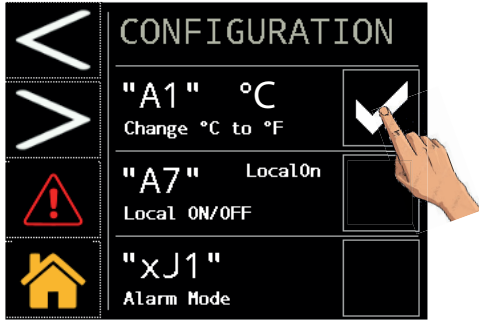 CONFIGURATION
"A1" °C
Change °C to °F
"A7" LocalOn
Local ON/OFF
"xJ1"
Alarm Mode